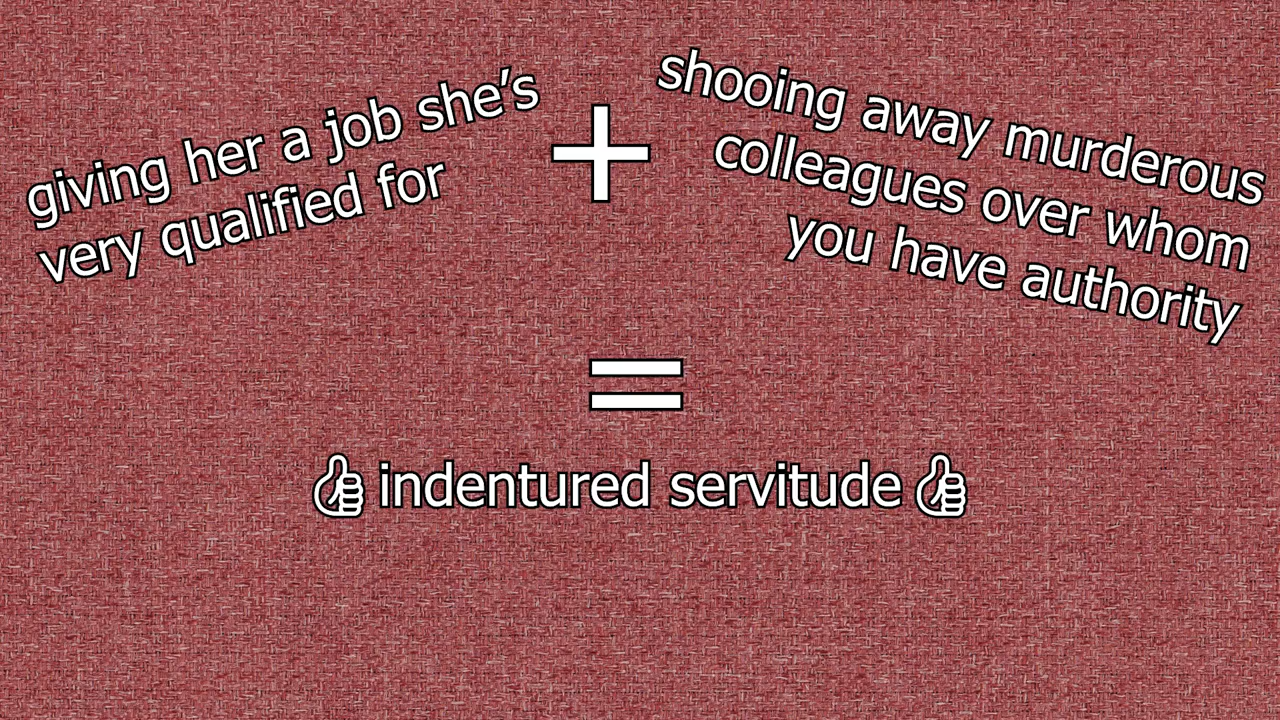 giving her a job she’s
very qualified for
+
shooing away murderous
colleagues over whom
you have authority
=
👍 indentured servitude 👍